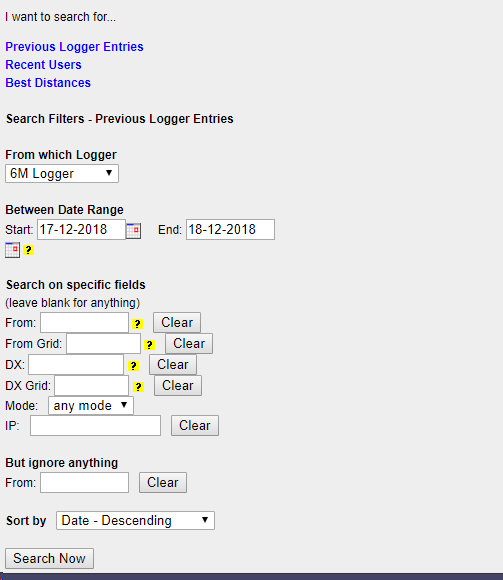 I want to search for...
Previous Logger Entries
Recent Users
Best Distances
Search Filters - Previous Logger Entries
From which Logger
6M Logger
Between Date Range
Start: 17-12-2018 End: 18-12-2018
?
Search on specific fields
(leave blank for anything)
From: ? Clear
From Grid: ? Clear
DX: ? Clear
DX Grid: ? Clear
Mode: any mode
IP: Clear
But ignore anything
From: Clear
Sort by Date - Descending
Search Now